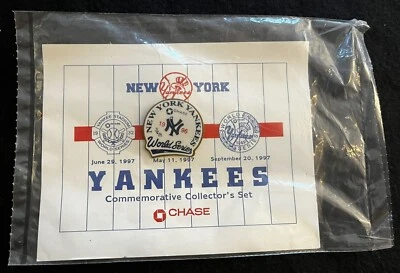 NEW YORK
Yankees
NEW YORK YANKEES
19 96
World Series
June 29, 1997 May 11, 1997 September 20, 1997
YANKEES
Commemorative Collector's Set
CHASE